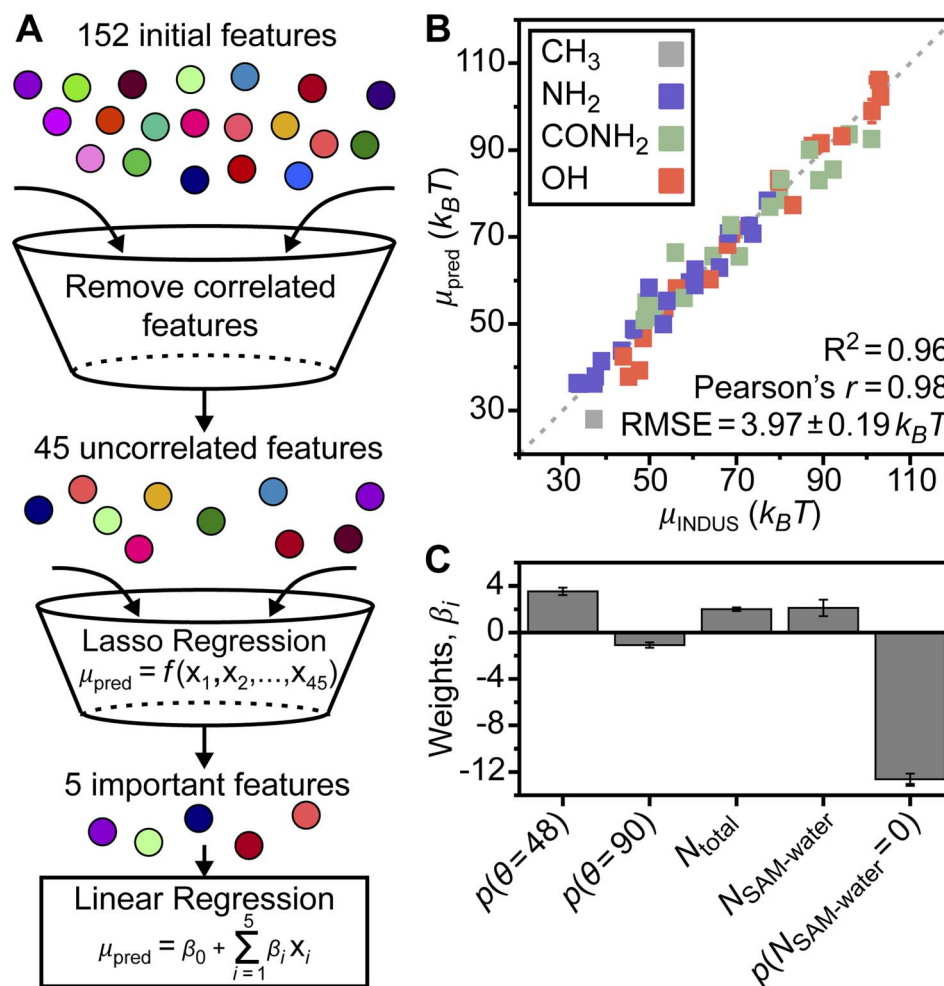 A
152 initial features
Remove correlated
features
45 uncorrelated features
Lasso Regression
μpred = f(x1,x2,...,x45)
5 important features
Linear Regression
μpred = β0 + 5∑i = 1 βi xi
B
CH3
NH2
CONH2
OH
110
90
70
50
30
μpred (kBT)
R2 = 0.96
Pearson's r = 0.98
RMSE = 3.97 ± 0.19 kBT
30 50 70 90 110
μINDUS (kBT)
C
4
0
-4
-8
-12
Weights, βi
p(θ = 48)
p(θ = 90)
Ntotal
NSAM-water
p(NSAM-water = 0)